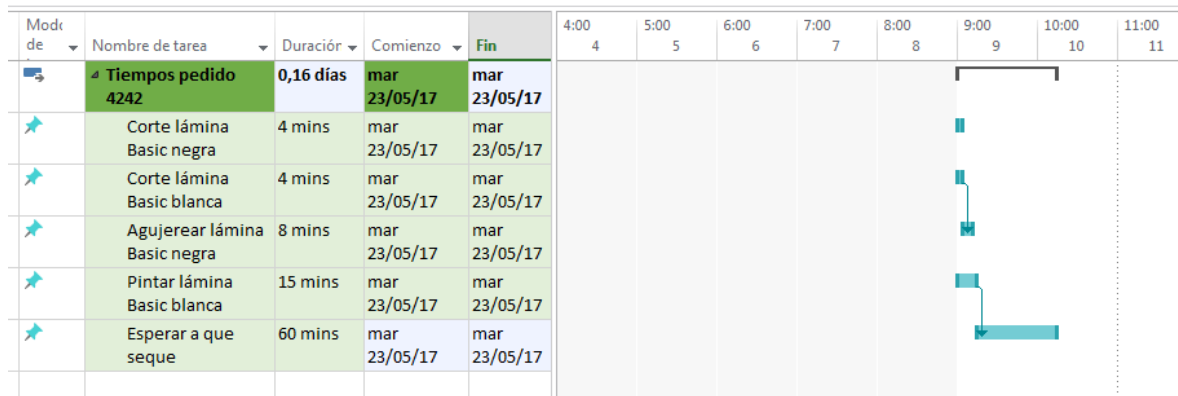 Modo
de Nombre de tarea Duración Comienzo Fin
4:00 5:00 6:00 7:00 8:00 9:00 10:00 11:00
4 5 6 7 8 9 10 11
Tiempos pedido 0,16 días mar mar
4242 23/05/17 23/05/17
Corte lámina 4 mins mar mar
Basic negra 23/05/17 23/05/17
Corte lámina 4 mins mar mar
Basic blanca 23/05/17 23/05/17
Agujerear lámina 8 mins mar mar
Basic negra 23/05/17 23/05/17
Pintar lámina 15 mins mar mar
Basic blanca 23/05/17 23/05/17
Esperar a que 60 mins mar mar
seque 23/05/17 23/05/17